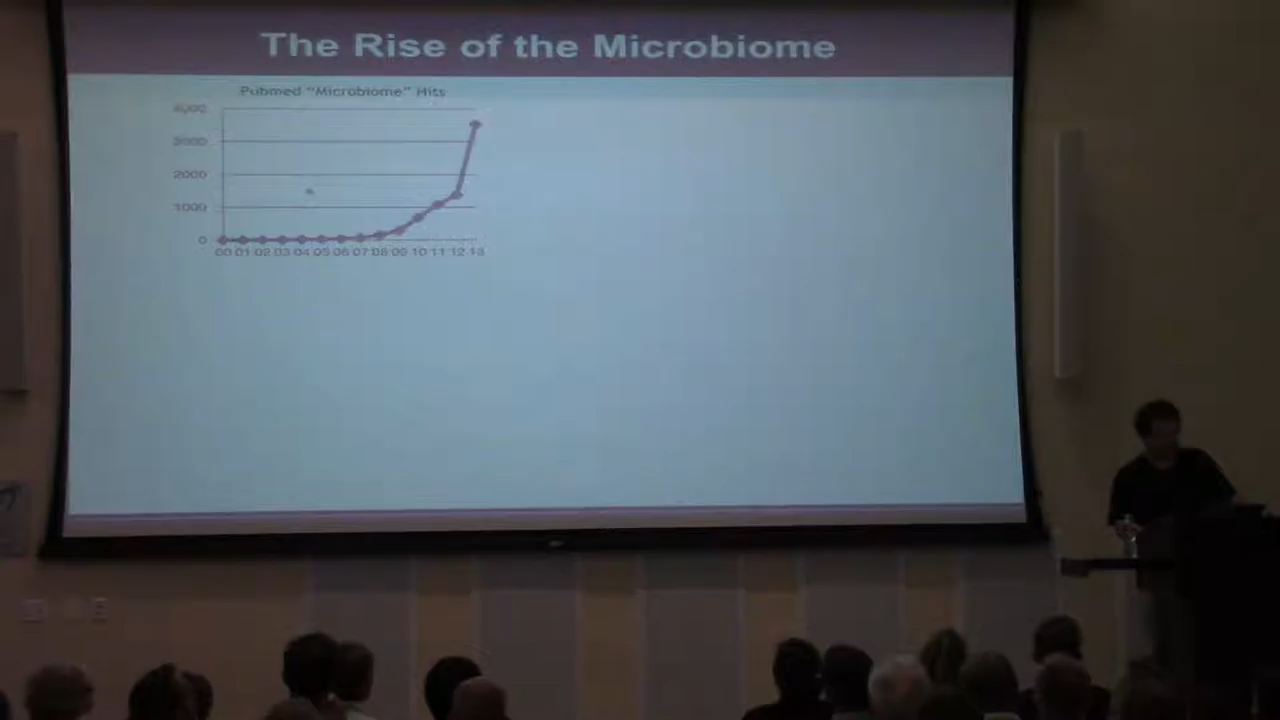 The Rise of the Microbiome
Pubmed "Microbiome" Hits
4000
3000
2000
1000
0
00 01 02 03 04 05 06 07 08 09 10 11 12 13